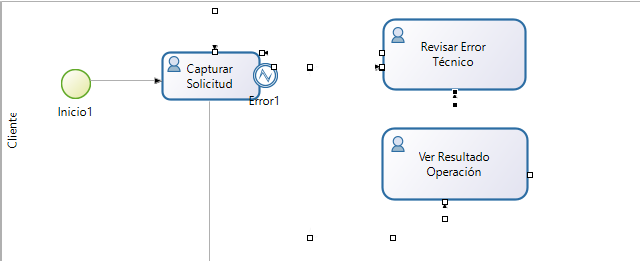 Cliente
Inicio1
Capturar
Solicitud
Error1
Revisar Error
Técnico
Ver Resultado
Operación